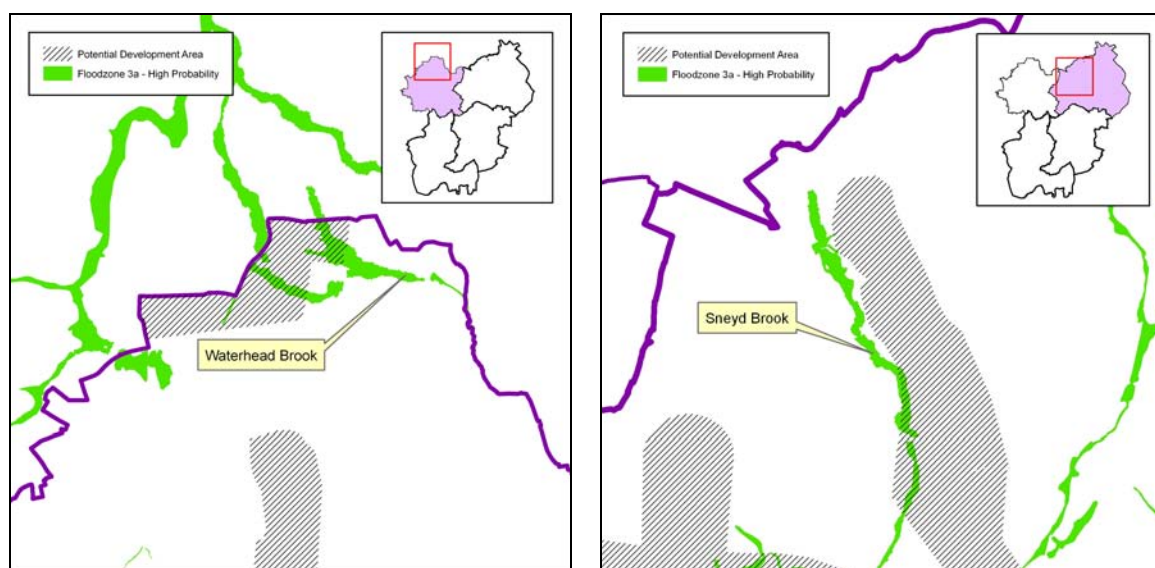 Potential Development Area
Floodzone 3a - High Probability
Waterhead Brook
Potential Development Area
Floodzone 3a - High Probability
Sneyd Brook